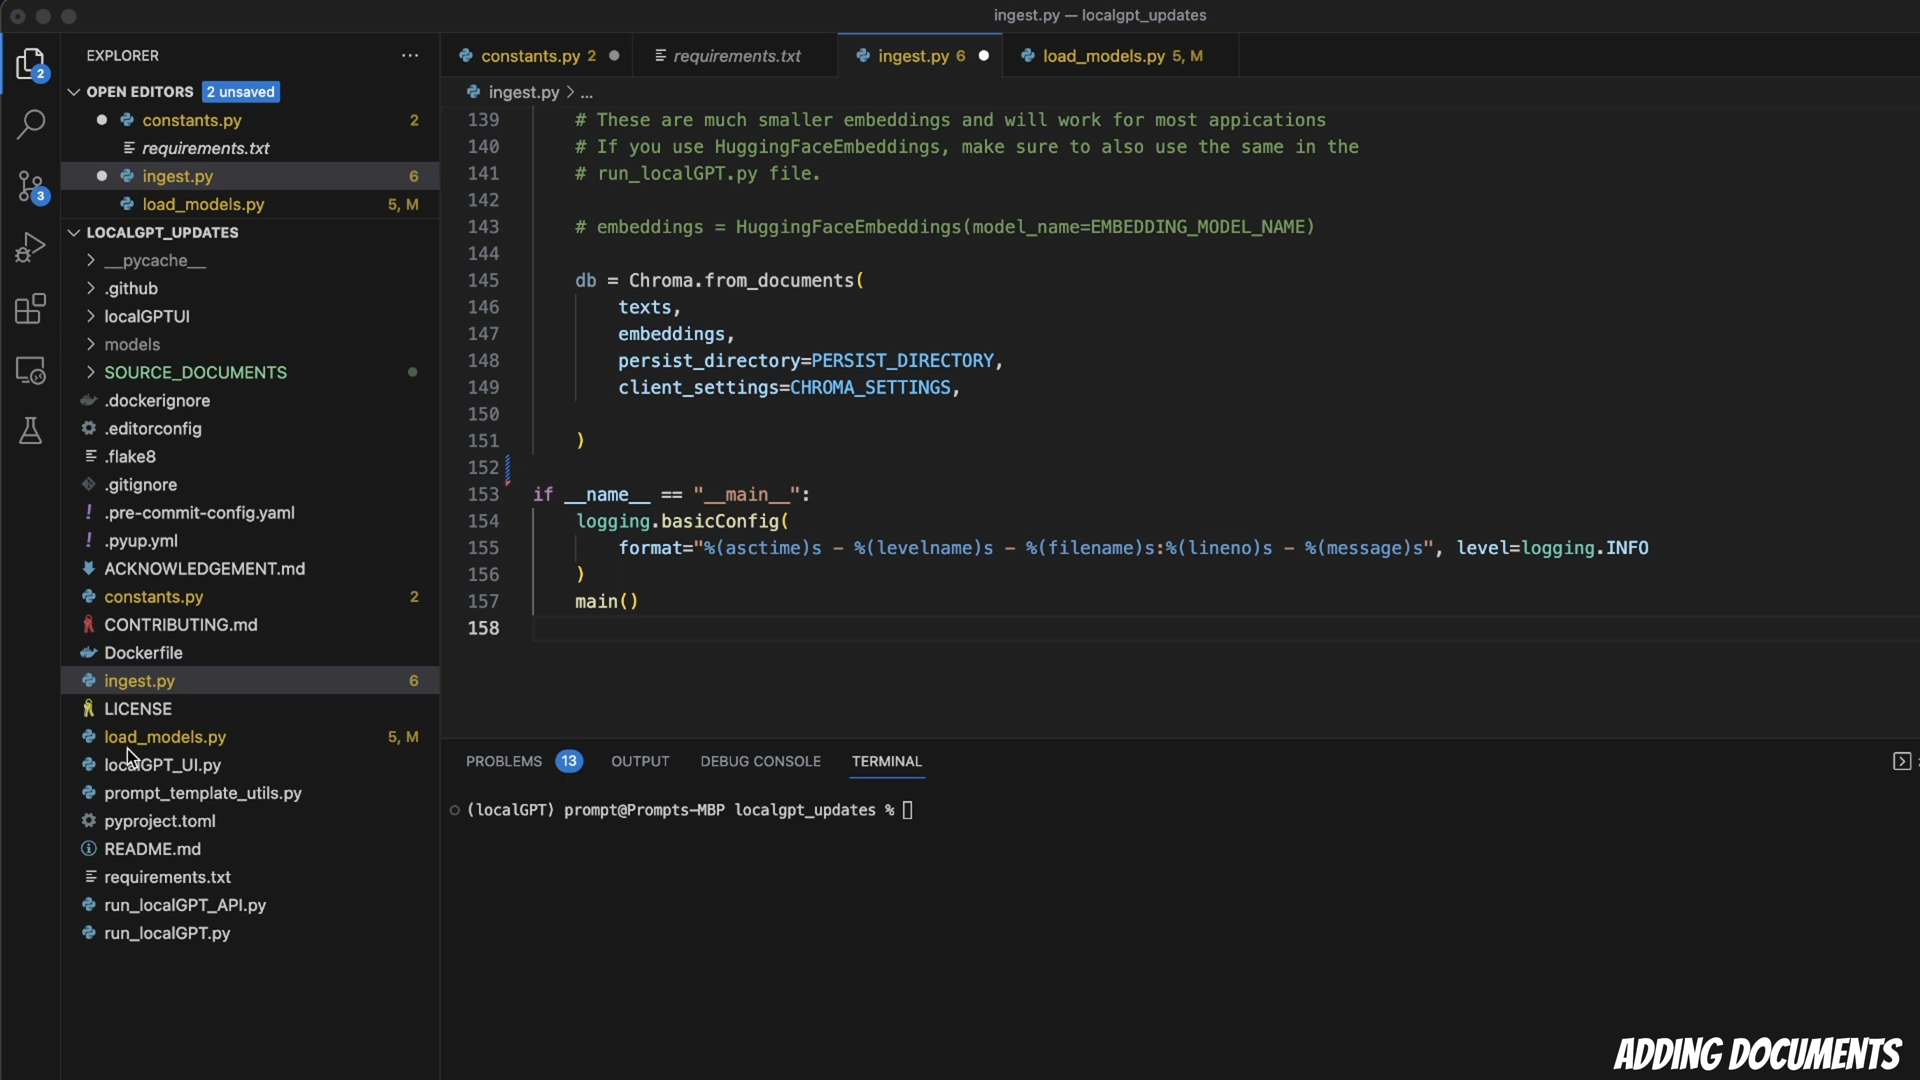 ingest.py — localgpt_updates
EXPLORER
OPEN EDITORS 2 unsaved
constants.py 2
requirements.txt
ingest.py 6
load_models.py 5, M
LOCALGPT_UPDATES
__pycache__
.github
localGPTUI
models
SOURCE_DOCUMENTS
.dockerignore
.editorconfig
.flake8
.gitignore
.pre-commit-config.yaml
.pyup.yml
ACKNOWLEDGEMENT.md
constants.py 2
CONTRIBUTING.md
Dockerfile
ingest.py 6
LICENSE
load_models.py 5, M
localGPT_UI.py
prompt_template_utils.py
pyproject.toml
README.md
requirements.txt
run_localGPT_API.py
run_localGPT.py
2
3
constants.py 2 requirements.txt ingest.py 6 load_models.py 5, M
ingest.py > ...
139 # These are much smaller embeddings and will work for most appications
140 # If you use HuggingFaceEmbeddings, make sure to also use the same in the
141 # run_localGPT.py file.
142
143 # embeddings = HuggingFaceEmbeddings(model_name=EMBEDDING_MODEL_NAME)
144
145 db = Chroma.from_documents(
146 texts,
147 embeddings,
148 persist_directory=PERSIST_DIRECTORY,
149 client_settings=CHROMA_SETTINGS,
150
151 )
152
153 if __name__ == "__main__":
154 logging.basicConfig(
155 format="%(asctime)s - %(levelname)s - %(filename)s:%(lineno)s - %(message)s", level=logging.INFO
156 )
157 main()
158
PROBLEMS 13 OUTPUT DEBUG CONSOLE TERMINAL
(localGPT) prompt@Prompts-MBP localgpt_updates %
ADDING DOCUMENTS